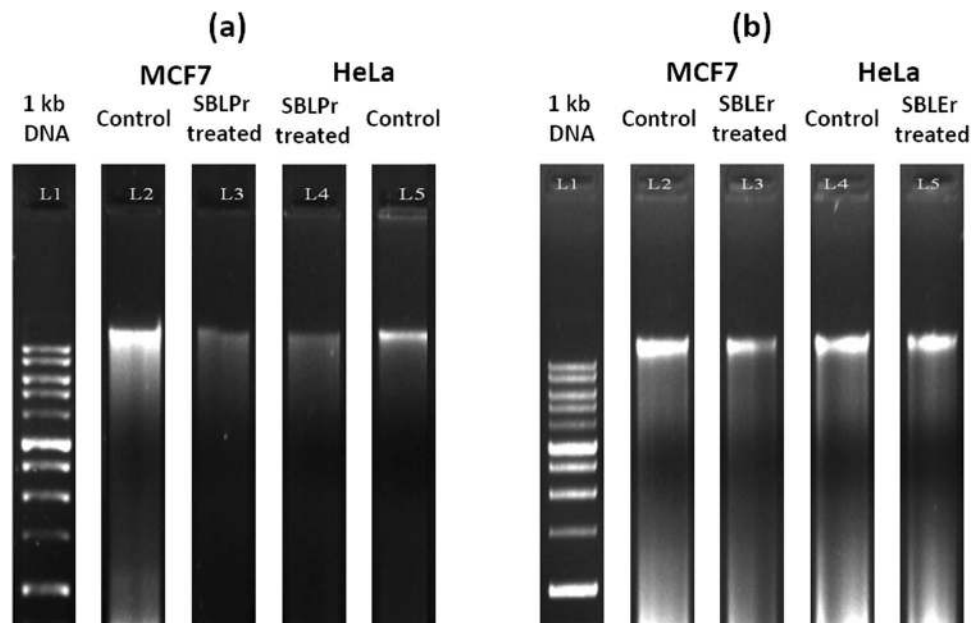 (a)
MCF7 HeLa
1 kb DNA Control SBLPr treated SBLPr treated Control
L1 L2 L3 L4 L5
(b)
MCF7 HeLa
1 kb DNA Control SBLEr treated Control SBLEr treated
L1 L2 L3 L4 L5